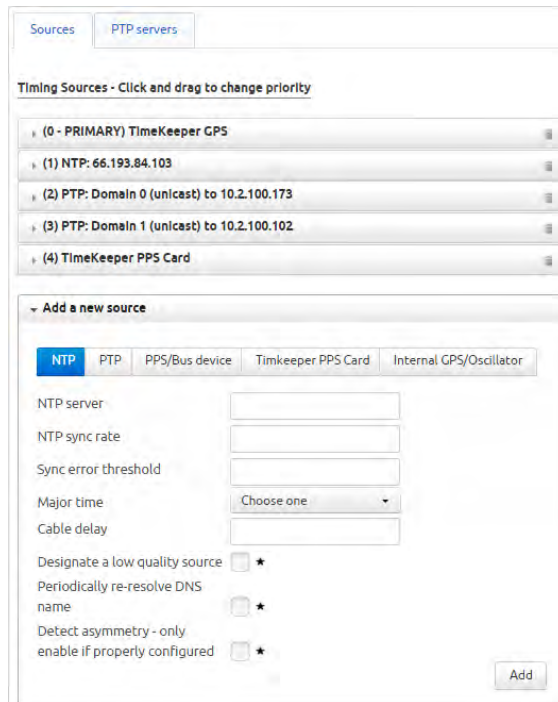 Sources PTP servers
Timing Sources - Click and drag to change priority
(0 - PRIMARY) TimeKeeper GPS
(1) NTP: 66.193.84.103
(2) PTP: Domain 0 (unicast) to 10.2.100.173
(3) PTP: Domain 1 (unicast) to 10.2.100.102
(4) TimeKeeper PPS Card
Add a new source
NTP PTP PPS/Bus device Timkeeper PPS Card Internal GPS/Oscillator
NTP server
NTP sync rate
Sync error threshold
Major time Choose one
Cable delay
Designate a low quality source ★
Periodically re-resolve DNS
name ★
Detect asymmetry - only
enable if properly configured ★
Add